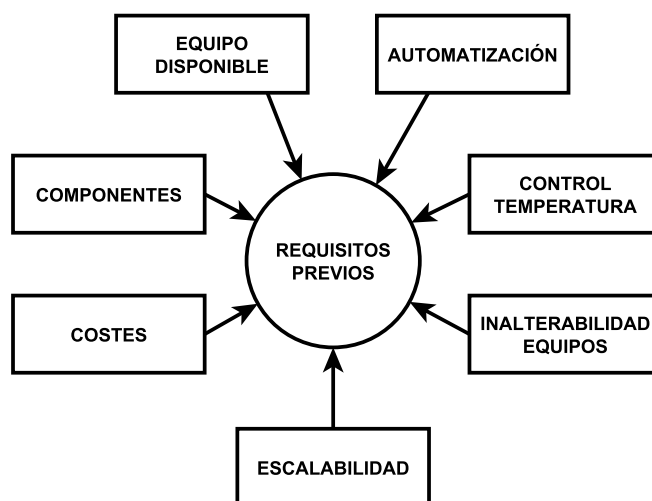 EQUIPO
DISPONIBLE
AUTOMATIZACIÓN
COMPONENTES
CONTROL
TEMPERATURA
REQUISITOS
PREVIOS
COSTES
INALTERABILIDAD
EQUIPOS
ESCALABILIDAD